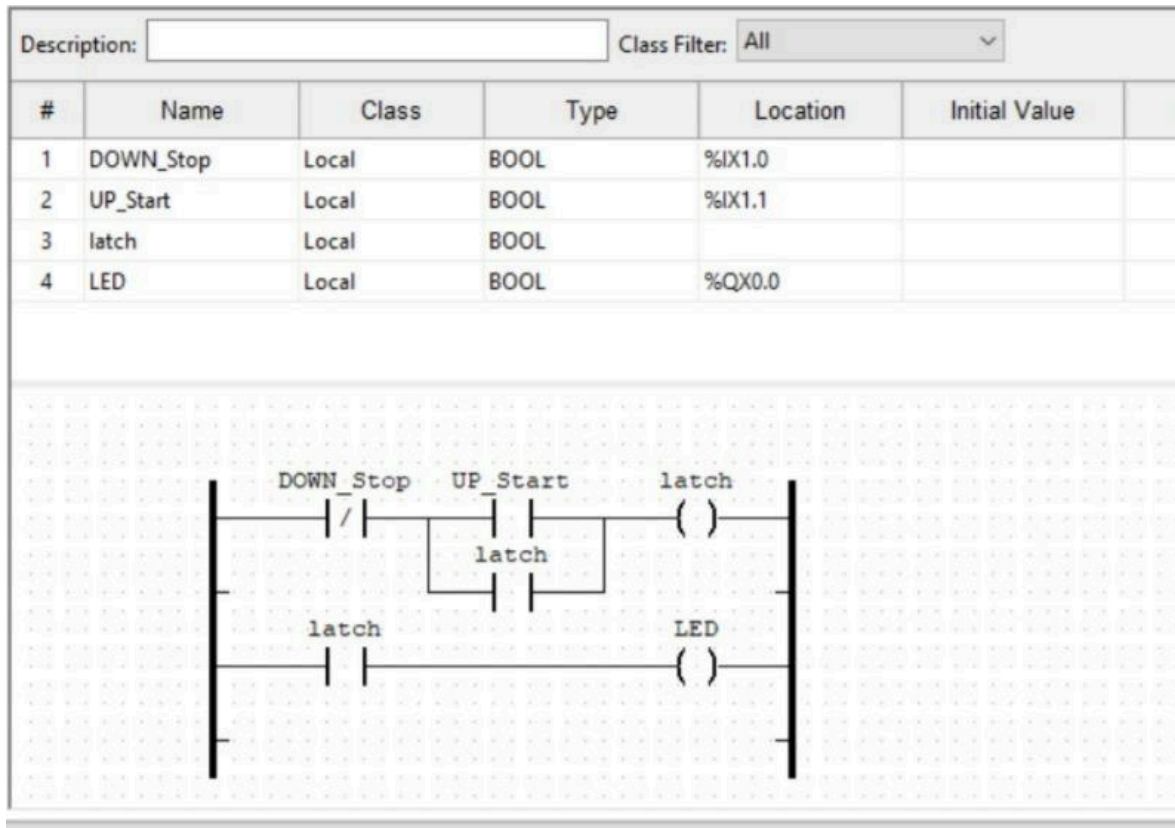 Description: Class Filter: All
# Name Class Type Location Initial Value
1 DOWN_Stop Local BOOL %IX1.0
2 UP_Start Local BOOL %IX1.1
3 latch Local BOOL
4 LED Local BOOL %QX0.0
DOWN_Stop UP_Start latch
latch
latch LED